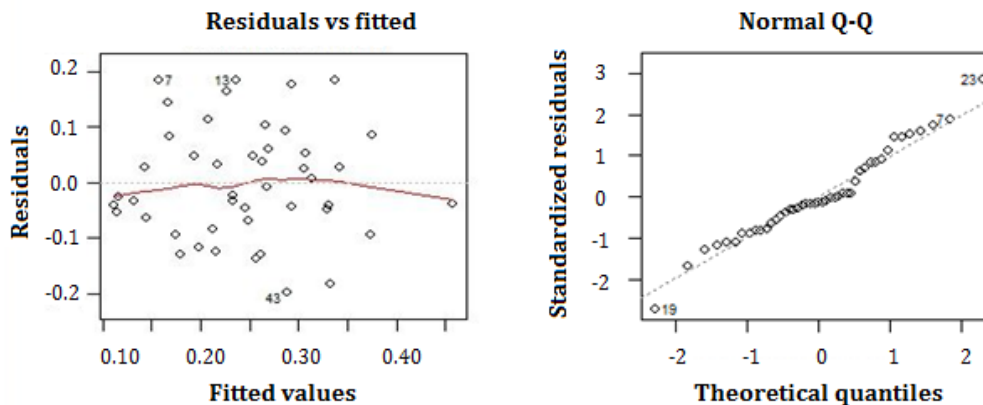 Residuals vs fitted
Residuals
0.2
0.1
0.0
-0.1
-0.2
7
13
43
0.10 0.20 0.30 0.40
Fitted values
Normal Q-Q
Standardized residuals
3
2
1
0
-1
-2
23
7
19
-2 -1 0 1 2
Theoretical quantiles